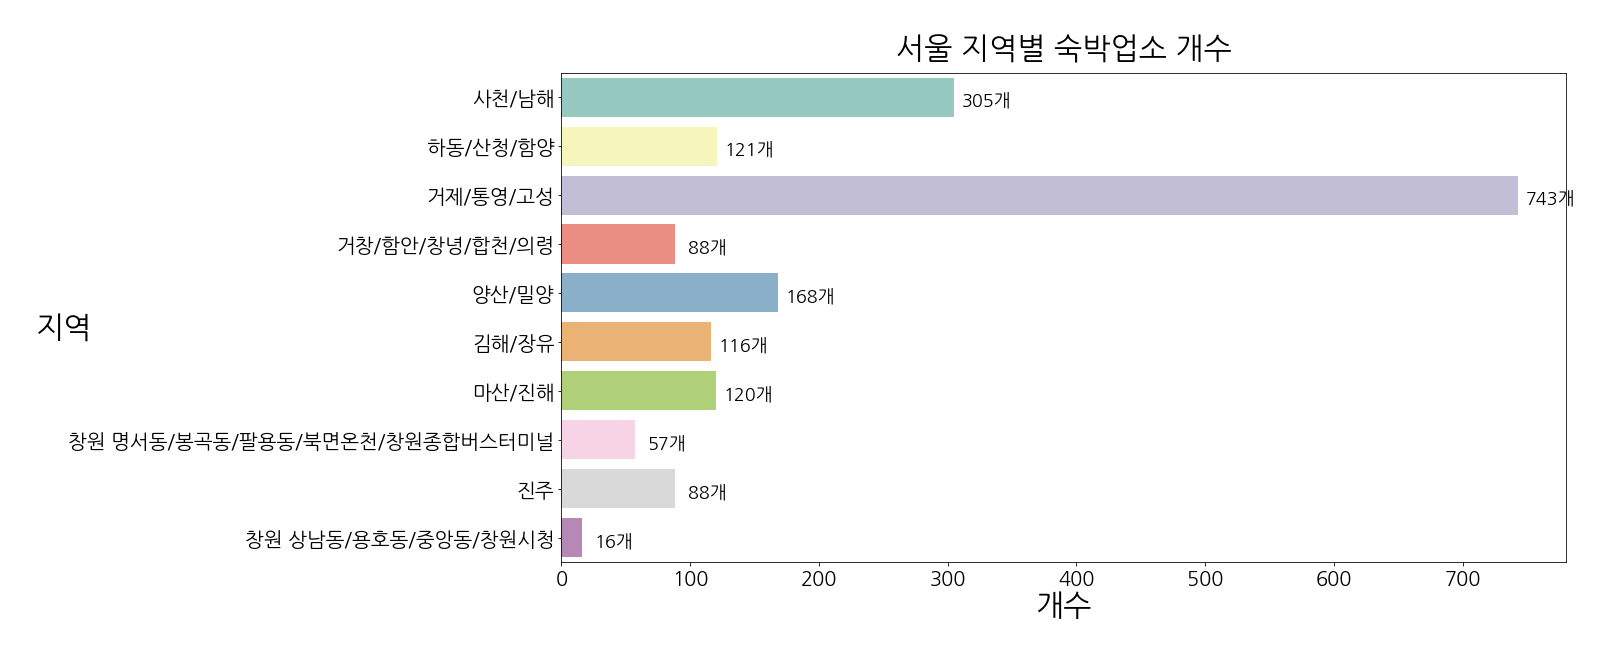 서울 지역별 숙박업소 개수
사천/남해
305개
하동/산청/함양
121개
거제/통영/고성
743개
거창/함안/창녕/합천/의령
88개
양산/밀양
168개
지역
김해/장유
116개
마산/진해
120개
창원 명서동/봉곡동/팔용동/북면온천/창원종합버스터미널
57개
진주
88개
창원 상남동/용호동/중앙동/창원시청
16개
0 100 200 300 400 500 600 700
개수